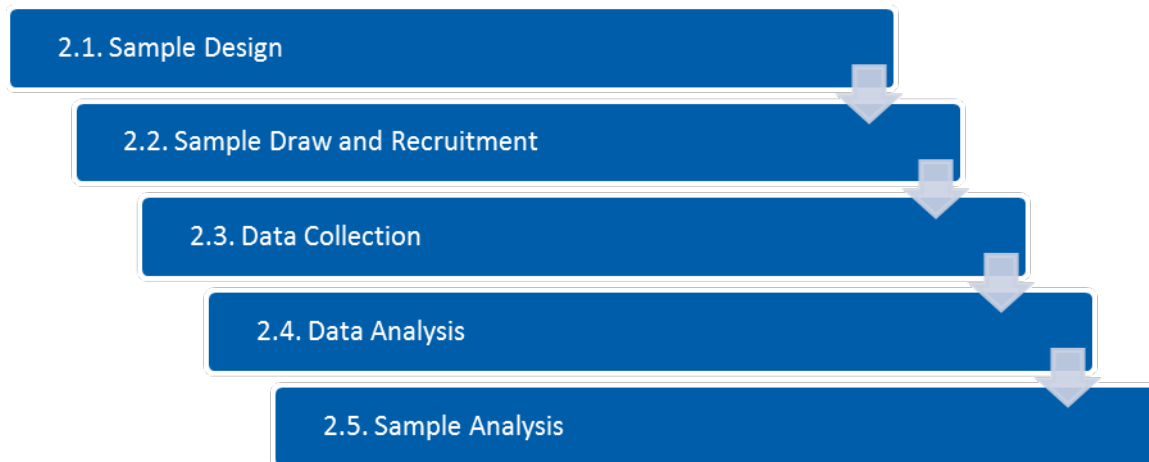 2.1. Sample Design
2.2. Sample Draw and Recruitment
2.3. Data Collection
2.4. Data Analysis
2.5. Sample Analysis